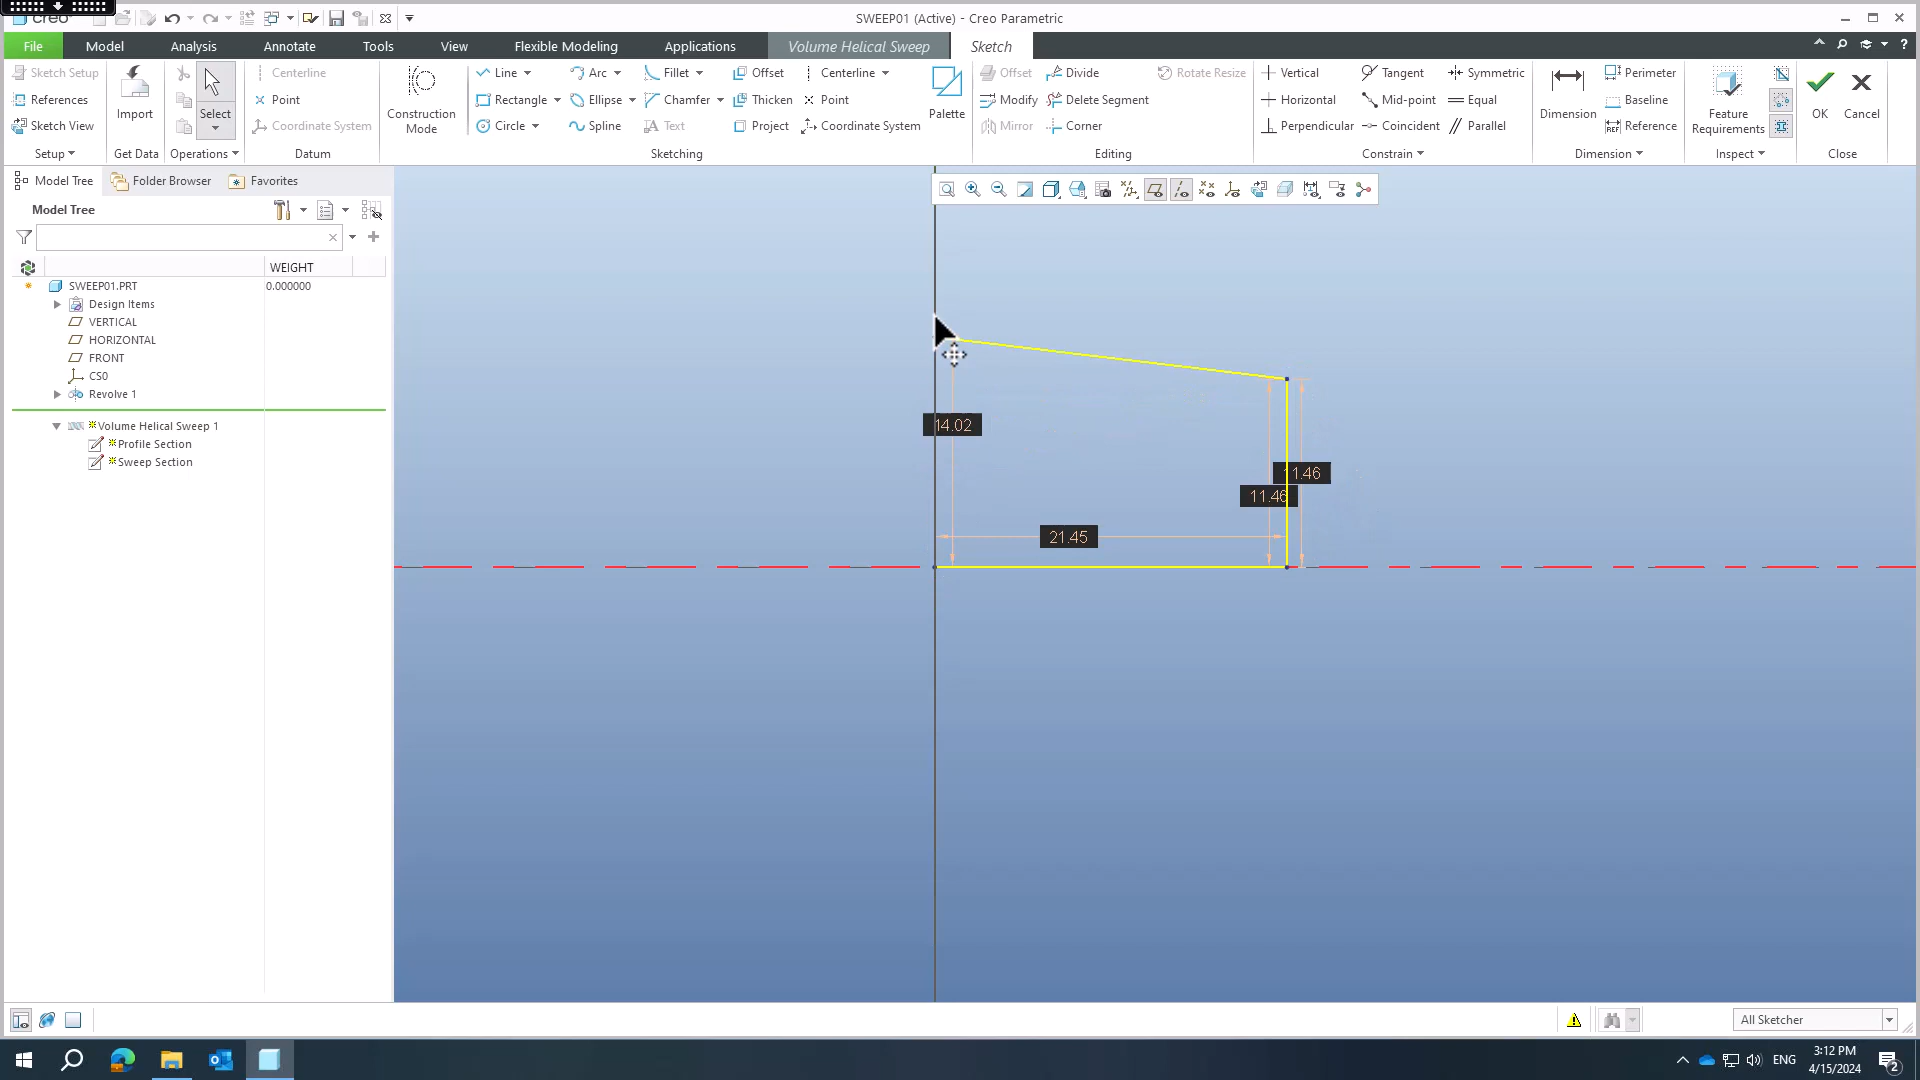 creo
SWEEP01 (Active) - Creo Parametric
File Model Analysis Annotate Tools View Flexible Modeling Applications Volume Helical Sweep Sketch
Sketch Setup
References
Sketch View
Setup
Import
Get Data
Select
Operations
Centerline
Point
Coordinate System
Datum
Construction
Mode
Line Arc Fillet Offset Centerline
Rectangle Ellipse Chamfer Thicken Point
Circle Spline Text Project Coordinate System
Palette
Sketching
Offset Divide Rotate Resize
Modify Delete Segment
Mirror Corner
Editing
Vertical Tangent Symmetric
Horizontal Mid-point Equal
Perpendicular Coincident Parallel
Constrain
Dimension
Perimeter
Baseline
REF Reference
Dimension
Feature
Requirements
Inspect
OK Cancel
Close
Model Tree Folder Browser Favorites
Model Tree
WEIGHT
SWEEP01.PRT 0.000000
Design Items
VERTICAL
HORIZONTAL
FRONT
CS0
Revolve 1
Volume Helical Sweep 1
Profile Section
Sweep Section
14.02
11.46
11.46
21.45
All Sketcher
ENG
3:12 PM
4/15/2024
2